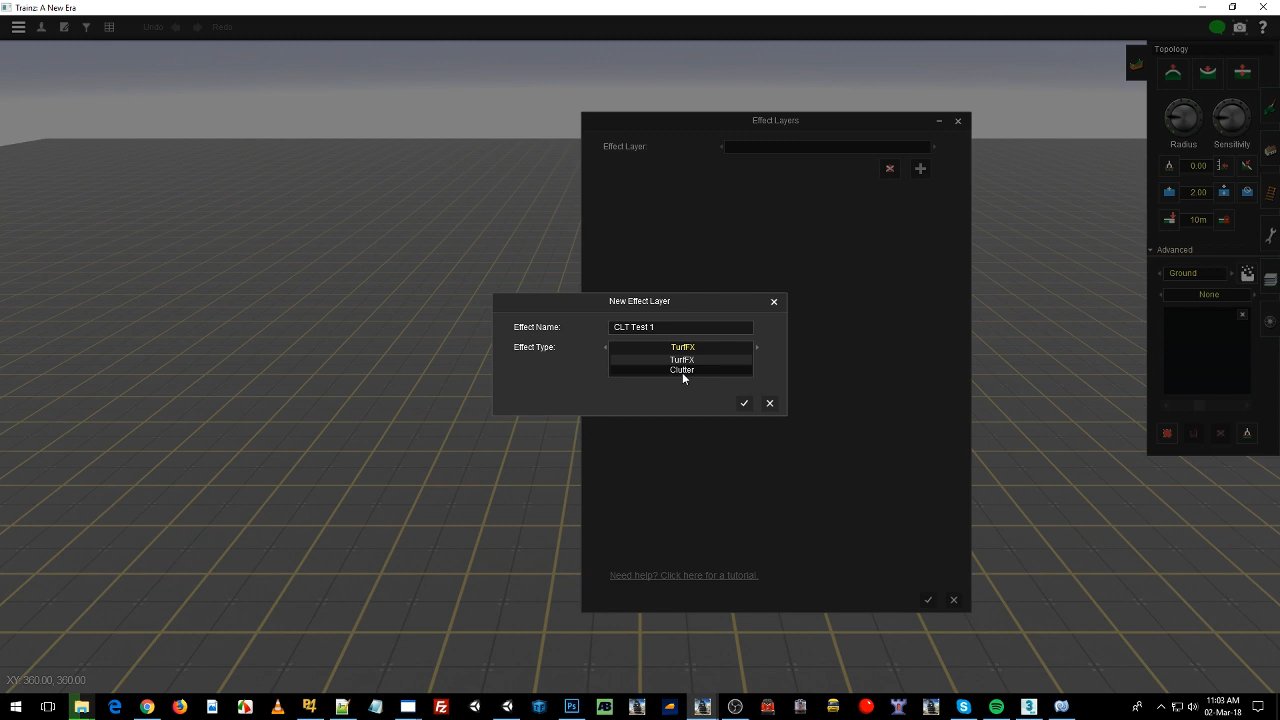 Trainz: A New Era
Undo
Redo
Topology
Radius
Sensitivity
0.00
2.00
10m
Advanced
Ground
None
Effect Layers
Effect Layer:
New Effect Layer
Effect Name:
CLT Test 1
Effect Type:
TurfFX
TurfFX
Clutter
Need help? Click here for a tutorial.
XY: 360.00, 360.00
11:03 AM
02-Mar-18